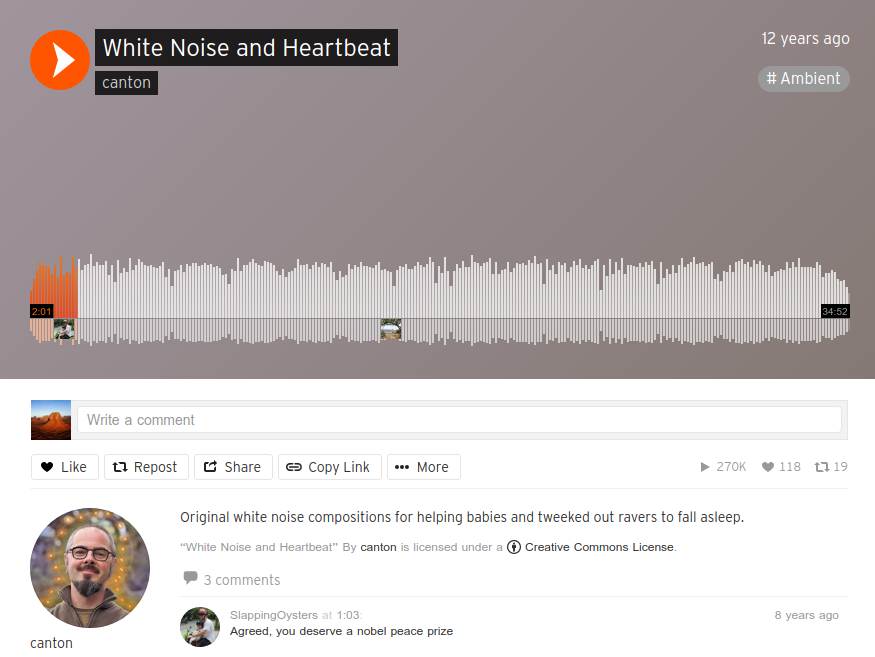 White Noise and Heartbeat
canton
12 years ago
# Ambient
2:01
34:52
Write a comment
Like
Repost
Share
Copy Link
More
270K
118
19
Original white noise compositions for helping babies and tweeked out ravers to fall asleep.
“White Noise and Heartbeat” By canton is licensed under a Creative Commons License.
3 comments
SlappingOysters at 1:03:
8 years ago
Agreed, you deserve a nobel peace prize
canton